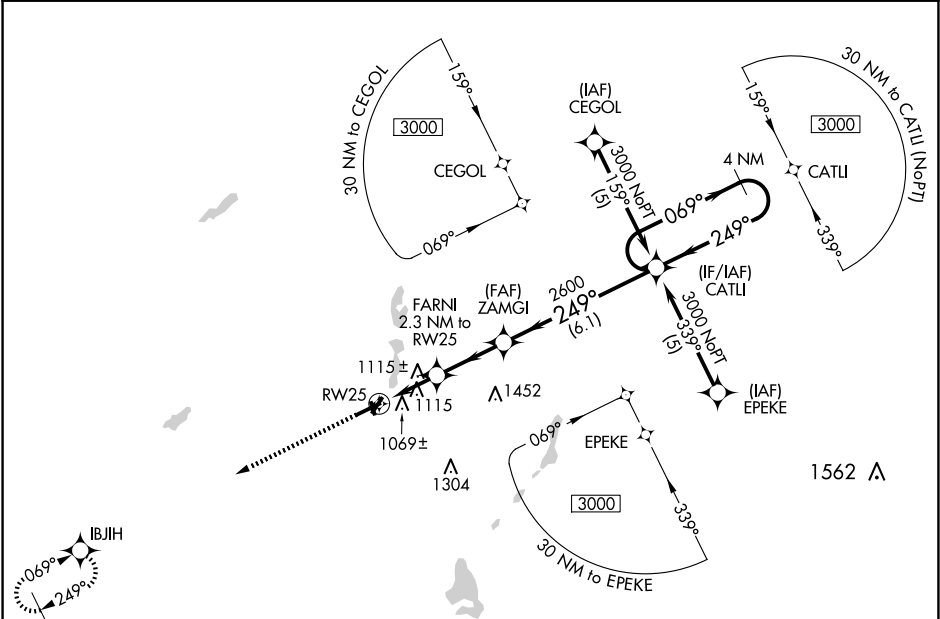 30 NM to CEGOL
159°
3000
CEGOL
069°
(IAF)
CEGOL
3000 NoPT
159°
(5)
4 NM
069°
249°
30 NM to CATLI (NoPT)
159°
3000
CATLI
339°
(IF/IAF)
CATLI
2600
249°
(6.1)
(FAF)
ZAMGI
FARNI
2.3 NM to
RW25
3000 NoPT
339°
(5)
(IAF)
EPEKE
1115±
RW25
1115
1452
1069±
1304
069°
EPEKE
3000
339°
30 NM to EPEKE
1562
IBJIH
069°
249°